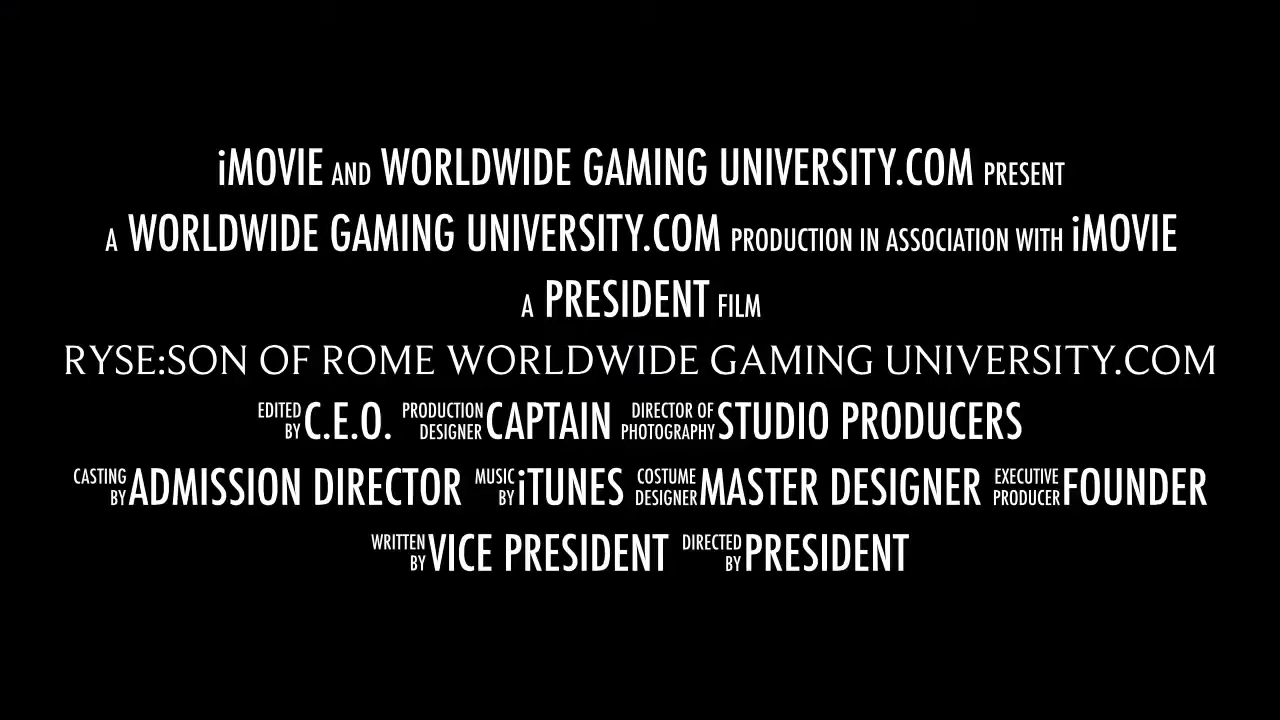 iMOVIE AND WORLDWIDE GAMING UNIVERSITY.COM PRESENT
A WORLDWIDE GAMING UNIVERSITY.COM PRODUCTION IN ASSOCIATION WITH iMOVIE
A PRESIDENT FILM
RYSE:SON OF ROME WORLDWIDE GAMING UNIVERSITY.COM
EDITED BY C.E.O. PRODUCTION DESIGNER CAPTAIN DIRECTOR OF PHOTOGRAPHY STUDIO PRODUCERS
CASTING BY ADMISSION DIRECTOR MUSIC BY iTUNES COSTUME DESIGNER MASTER DESIGNER EXECUTIVE PRODUCER FOUNDER
WRITTEN BY VICE PRESIDENT DIRECTED BY PRESIDENT